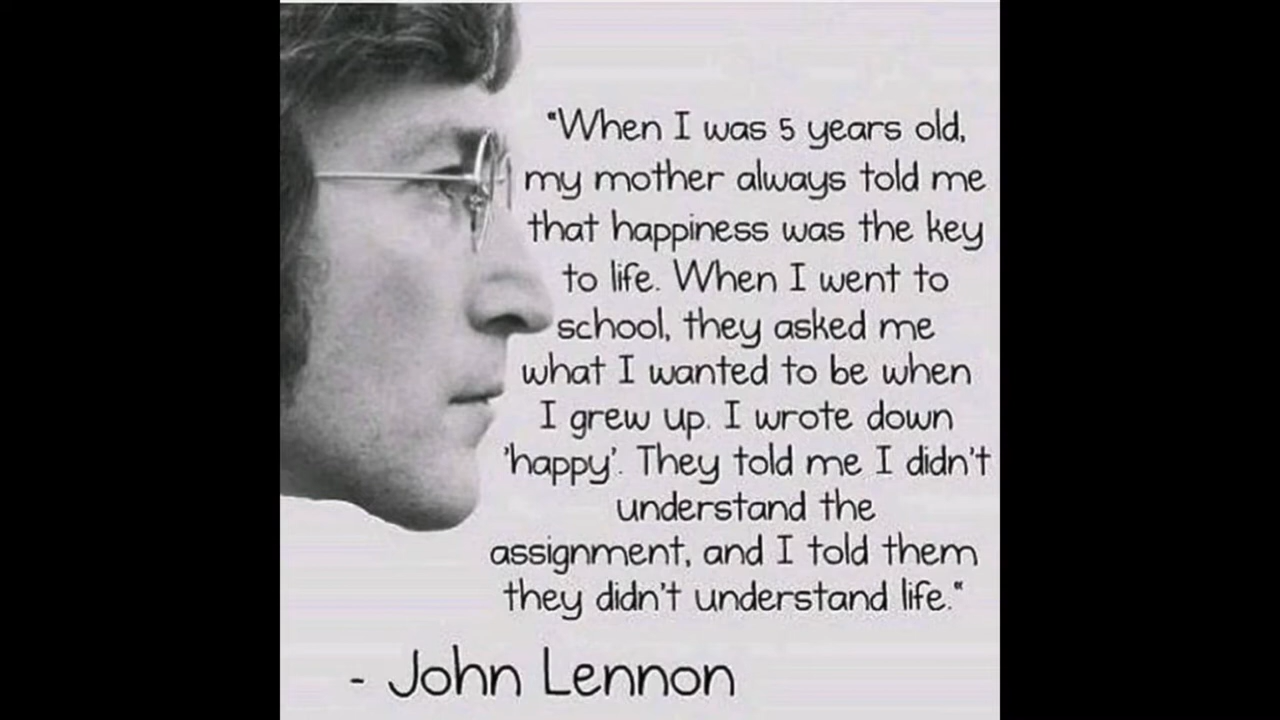 "When I was 5 years old,
my mother always told me
that happiness was the key
to life. When I went to
school, they asked me
what I wanted to be when
I grew up. I wrote down
'happy'. They told me I didn't
understand the
assignment, and I told them
they didn't understand life."
- John Lennon